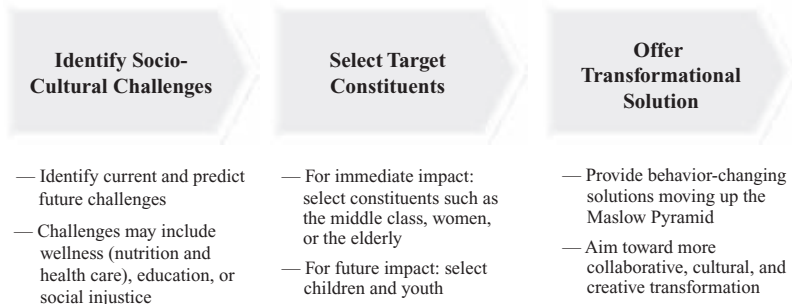 Identify Socio-
Cultural Challenges
— Identify current and predict
future challenges
— Challenges may include
wellness (nutrition and
health care), education, or
social injustice
Select Target
Constituents
— For immediate impact:
select constituents such as
the middle class, women,
or the elderly
— For future impact: select
children and youth
Offer
Transformational
Solution
— Provide behavior-changing
solutions moving up the
Maslow Pyramid
— Aim toward more
collaborative, cultural, and
creative transformation